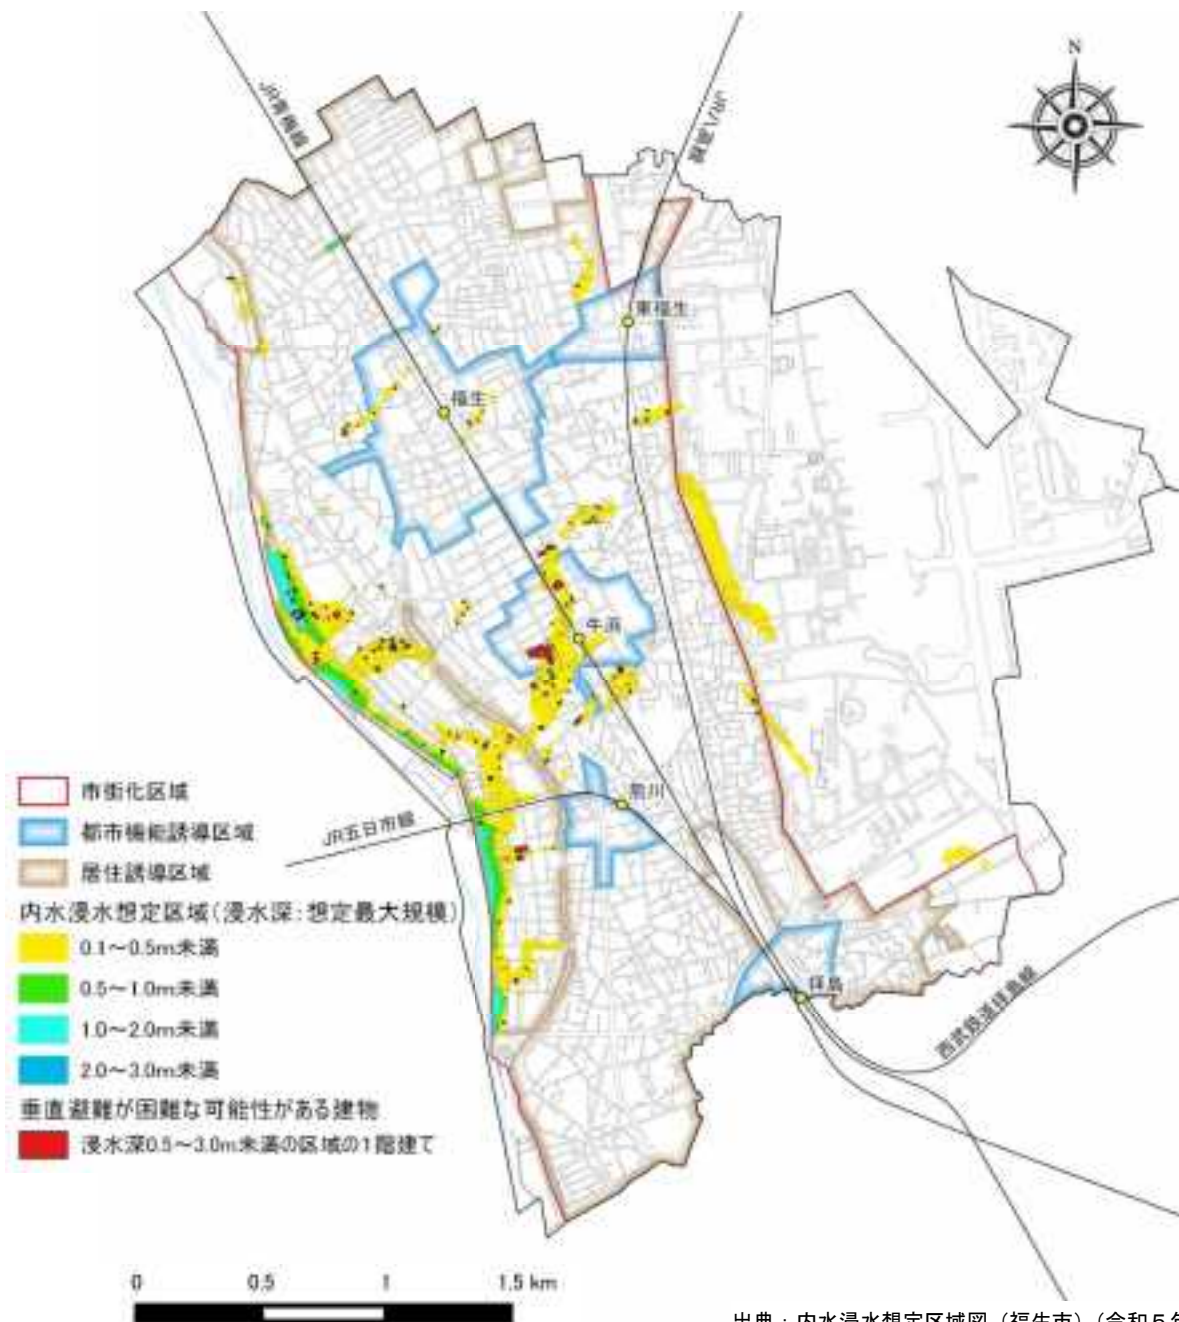 N
JR青梅線
JR八高線
東福生
福生
牛浜
熊川
JR五日市線
拝島
西武鉄道拝島線
市街化区域
都市機能誘導区域
居住誘導区域
内水浸水想定区域(浸水深:想定最大規模)
0.1～0.5m未満
0.5～1.0m未満
1.0～2.0m未満
2.0～3.0m未満
垂直避難が困難な可能性がある建物
浸水深0.5～3.0m未満の区域の1階建て
0 0.5 1 1.5 km
出典：内水浸水想定区域図（福生市）（令和5年